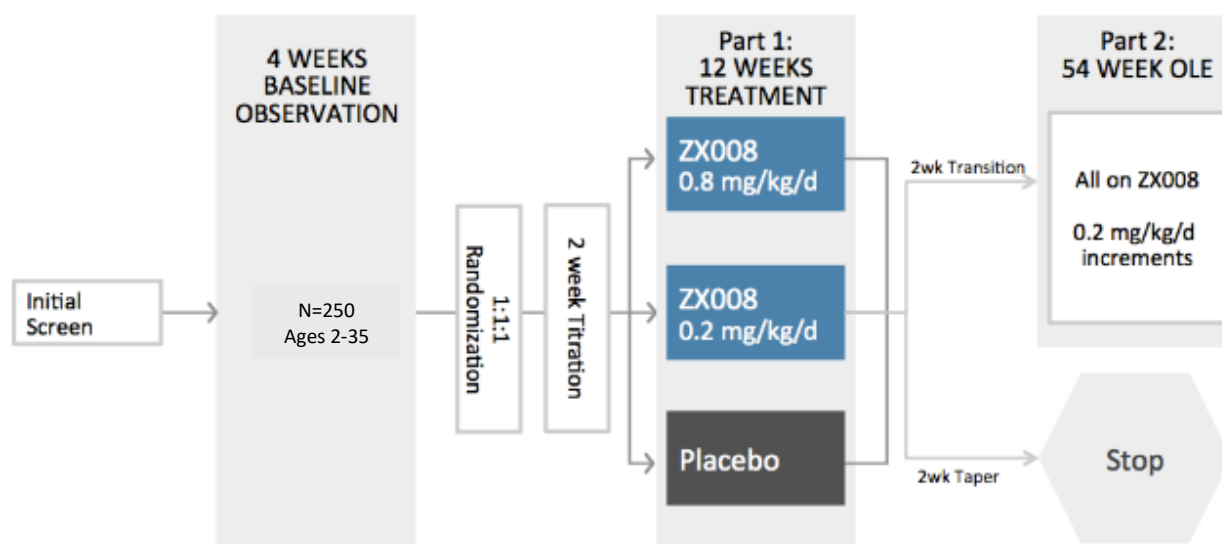 4 WEEKS
BASELINE
OBSERVATION
Part 1:
12 WEEKS
TREATMENT
Part 2:
54 WEEK OLE
Initial
Screen
N=250
Ages 2-35
1:1:1
Randomization
2 week Titration
ZX008
0.8 mg/kg/d
ZX008
0.2 mg/kg/d
Placebo
2wk Transition
All on ZX008
0.2 mg/kg/d
increments
2wk Taper
Stop